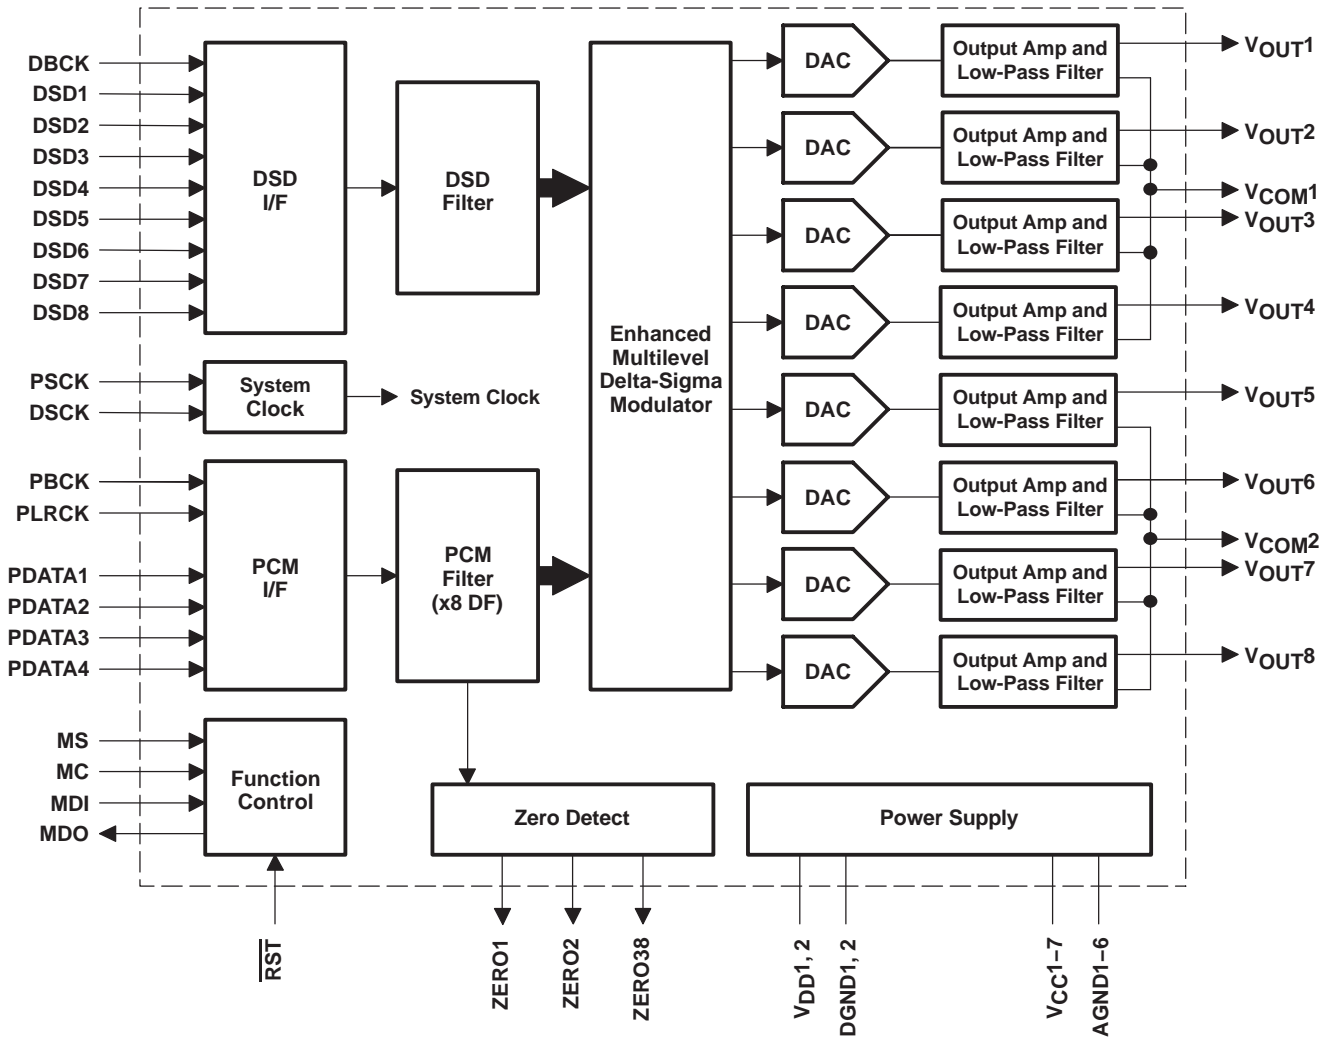 DBCK
DSD1
DSD2
DSD3
DSD4
DSD5
DSD6
DSD7
DSD8
DSD
I/F
DSD
Filter
PSCK
DSCK
System
Clock
System Clock
PBCK
PLRCK
PDATA1
PDATA2
PDATA3
PDATA4
PCM
I/F
PCM
Filter
(x8 DF)
MS
MC
MDI
MDO
Function
Control
RST
Zero Detect
ZERO1
ZERO2
ZERO38
Enhanced
Multilevel
Delta-Sigma
Modulator
DAC
Output Amp and
Low-Pass Filter
VOUT1
DAC
Output Amp and
Low-Pass Filter
VOUT2
VCOM1
DAC
Output Amp and
Low-Pass Filter
VOUT3
DAC
Output Amp and
Low-Pass Filter
VOUT4
DAC
Output Amp and
Low-Pass Filter
VOUT5
DAC
Output Amp and
Low-Pass Filter
VOUT6
VCOM2
DAC
Output Amp and
Low-Pass Filter
VOUT7
DAC
Output Amp and
Low-Pass Filter
VOUT8
Power Supply
VDD1, 2
DGND1, 2
VCC1–7
AGND1–6